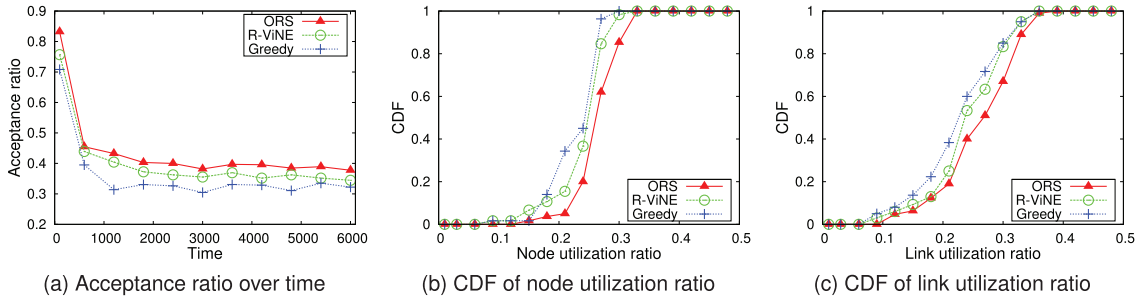 0.9
0.8
0.7
0.6
0.5
0.4
0.3
0.2
Acceptance ratio
ORS
R-ViNE
Greedy
0 1000 2000 3000 4000 5000 6000
Time
(a) Acceptance ratio over time
1
0.8
0.6
0.4
0.2
0
CDF
ORS
R-ViNE
Greedy
0 0.1 0.2 0.3 0.4 0.5
Node utilization ratio
(b) CDF of node utilization ratio
1
0.8
0.6
0.4
0.2
0
CDF
ORS
R-ViNE
Greedy
0 0.1 0.2 0.3 0.4 0.5
Link utilization ratio
(c) CDF of link utilization ratio